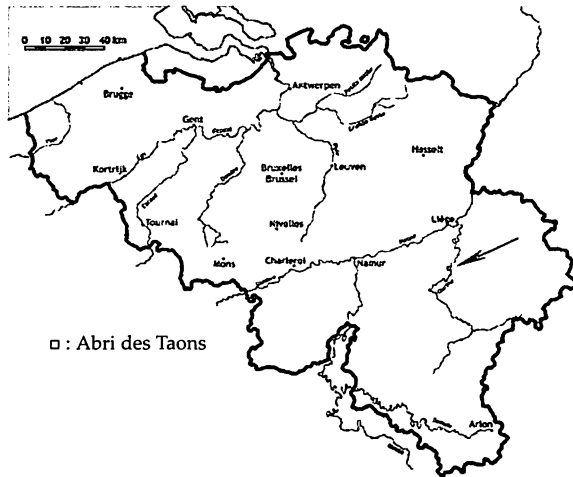 0 10 20 30 40 km
Antwerpen
Brugge
Gent
Hasselt
Kortrijk
Bruxelles
Brussel
Leuven
Tournai
Nivelles
Liège
Mons
Charleroi
Namur
□ : Abri des Taons
Arlon